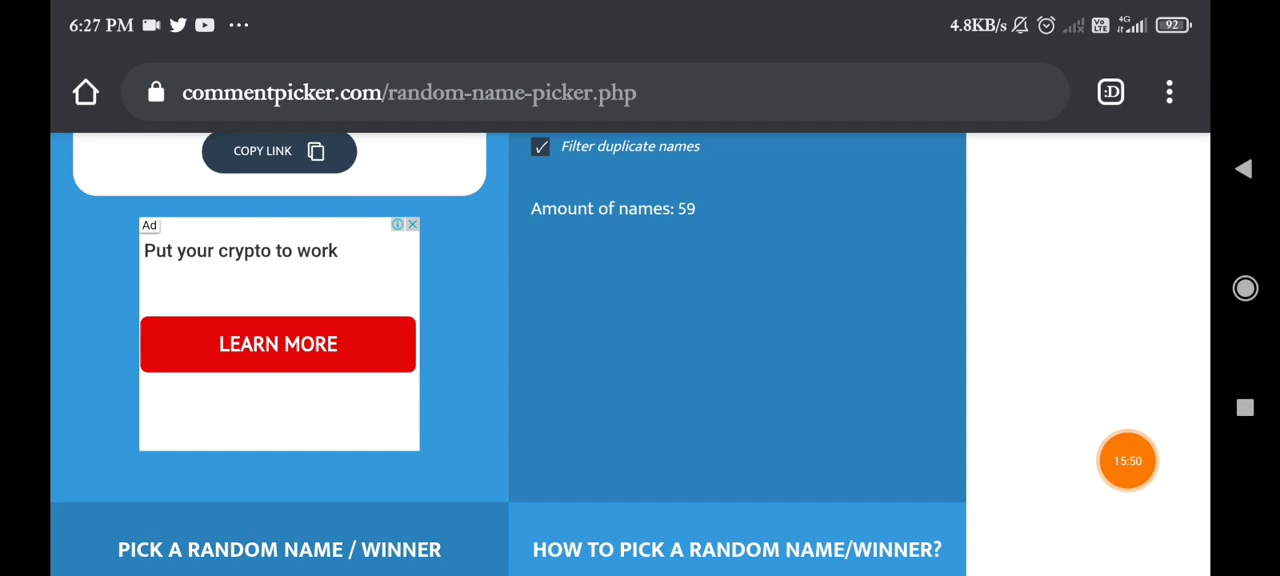 6:27 PM
4.8KB/s
Vo LTE
4G
92
commentpicker.com/random-name-picker.php
:D
COPY LINK
Filter duplicate names
Amount of names: 59
Ad
Put your crypto to work
LEARN MORE
15:50
PICK A RANDOM NAME / WINNER
HOW TO PICK A RANDOM NAME/WINNER?